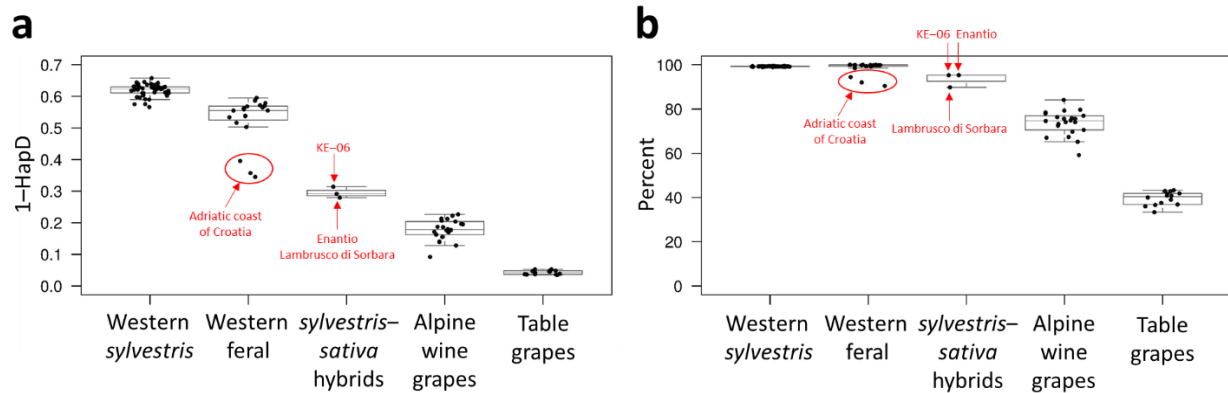 a
1–HapD
0.7
0.6
0.5
0.4
0.3
0.2
0.1
0.0
KE–06
Adriatic coast
of Croatia
Enantio
Lambrusco di Sorbara
Western
sylvestris
Western
feral
sylvestris–
sativa
hybrids
Alpine
wine
grapes
Table
grapes
b
Percent
100
80
60
40
20
0
KE–06 Enantio
Adriatic coast
of Croatia
Lambrusco di Sorbara
Western
sylvestris
Western
feral
sylvestris–
sativa
hybrids
Alpine
wine
grapes
Table
grapes